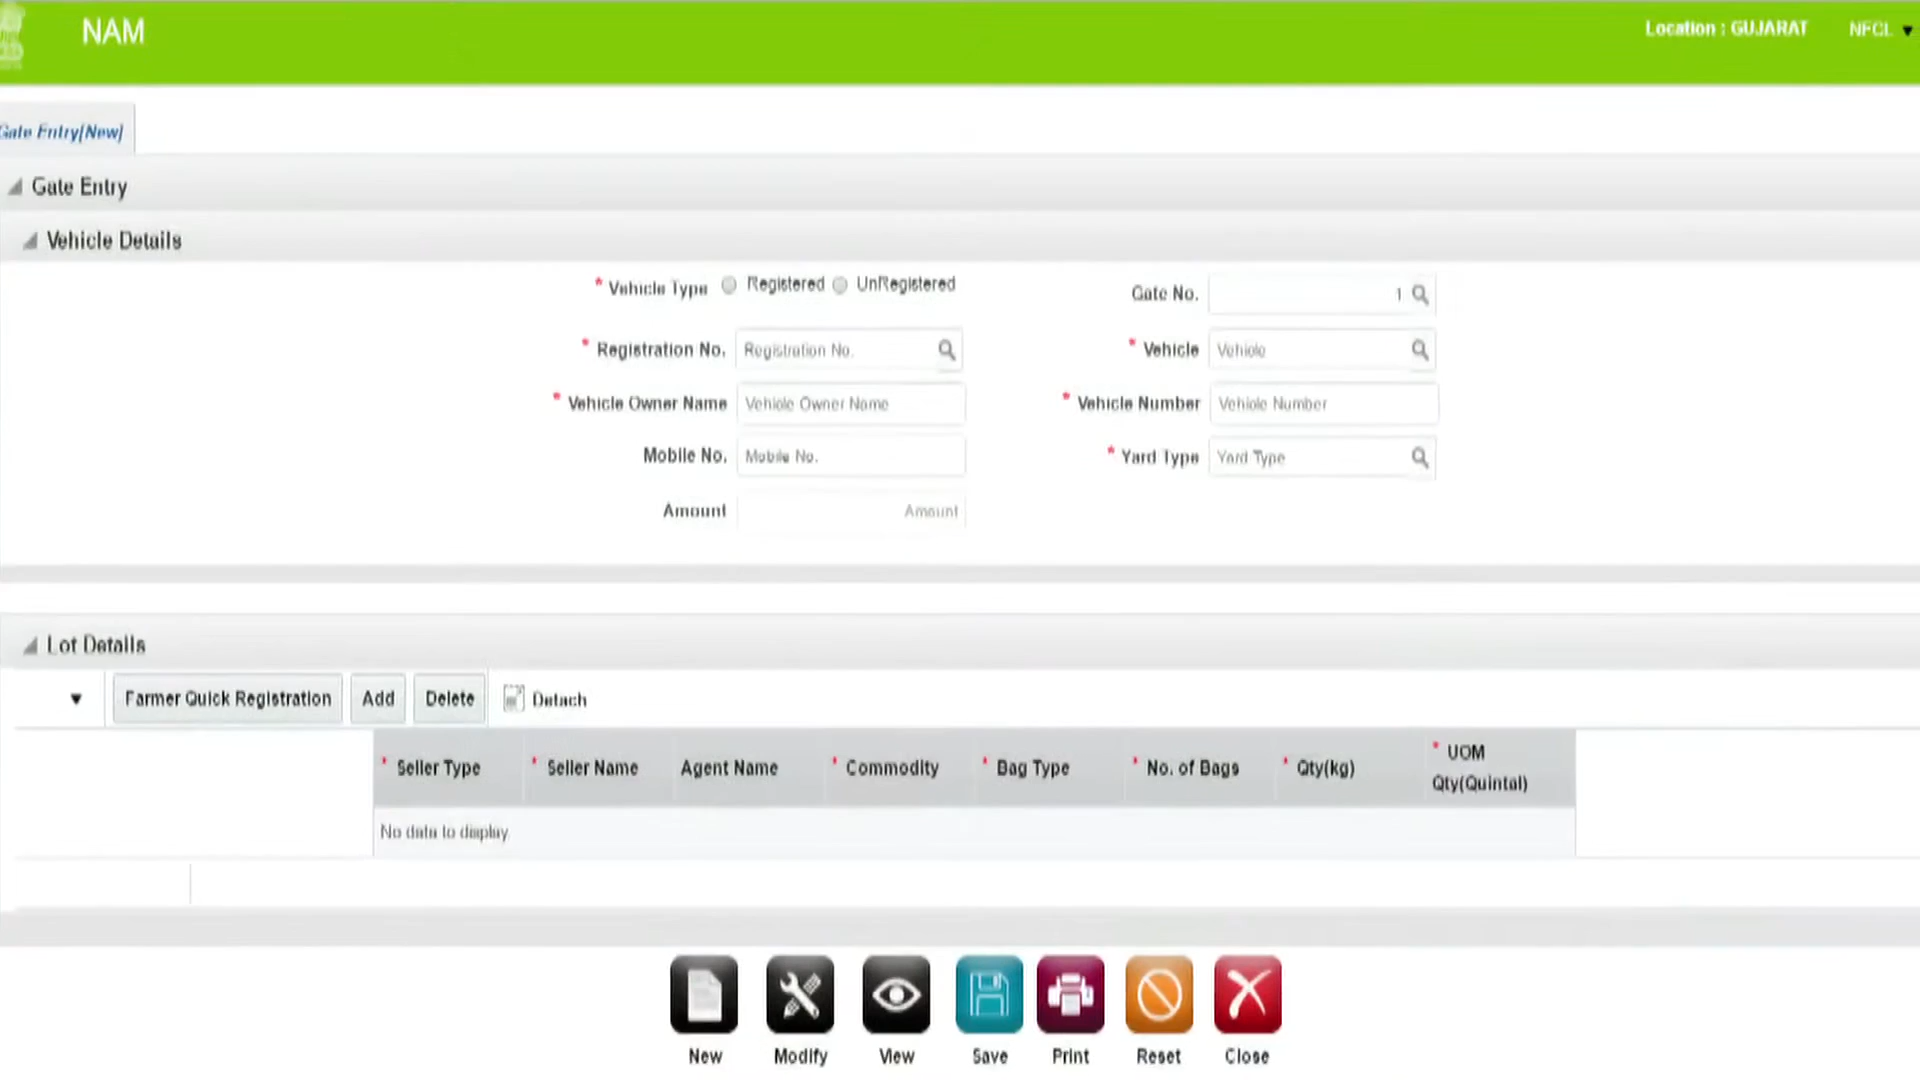 NAM
Location : GUJARAT
NFCL
Gate Entry[New]
Gate Entry
Vehicle Details
* Vehicle Type Registered UnRegistered
Gate No. 1
* Registration No. Registration No.
* Vehicle Vehicle
* Vehicle Owner Name Vehicle Owner Name
* Vehicle Number Vehicle Number
Mobile No. Mobile No.
* Yard Type Yard Type
Amount Amount
Lot Details
Farmer Quick Registration Add Delete Detach
* Seller Type * Seller Name Agent Name * Commodity * Bag Type * No. of Bags * Qty(kg) * UOM
Qty(Quintal)
No data to display
New Modify View Save Print Reset Close